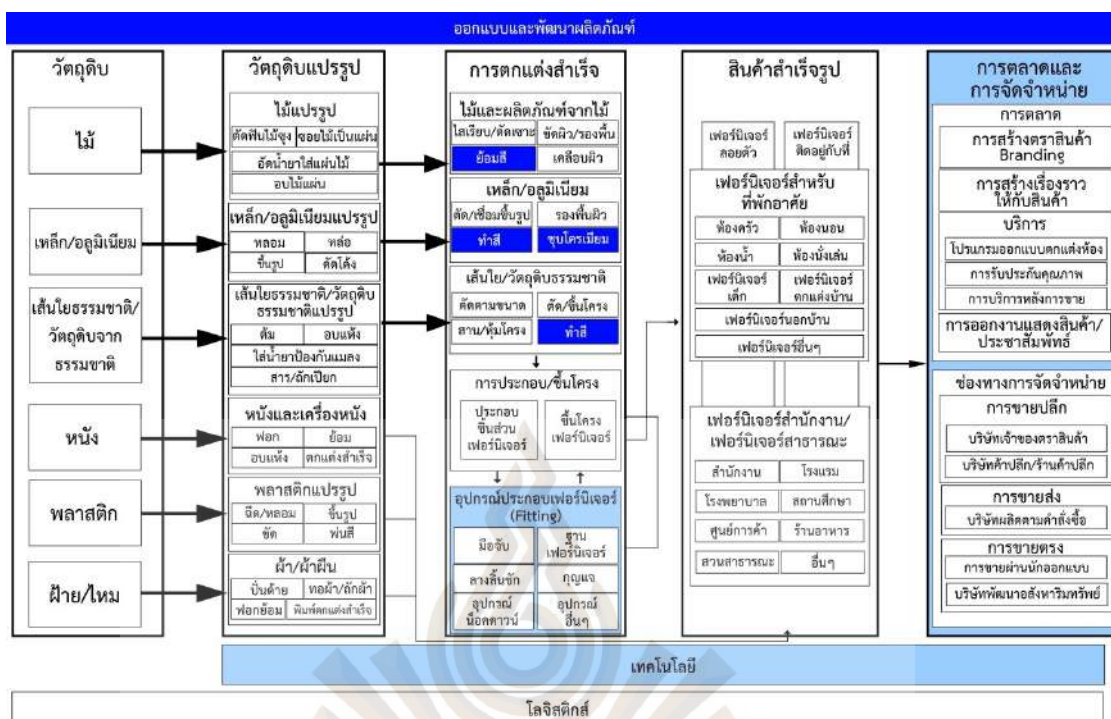 ออกแบบและพัฒนาผลิตภัณฑ์
วัตถุดิบ
ไม้
เหล็ก/อลูมิเนียม
เส้นใยธรรมชาติ/
วัตถุดิบจาก
ธรรมชาติ
หนัง
พลาสติก
ฝ้าย/ไหม
วัตถุดิบแปรรูป
ไม้แปรรูป
ตัดฟันไม้ซุง
ซอยไม้เป็นแผ่น
อัดน้ำยาใส่แผ่นไม้
อบไม้แผ่น
เหล็ก/อลูมิเนียมแปรรูป
หลอม
หล่อ
ขึ้นรูป
ดัดโค้ง
เส้นใยธรรมชาติ/วัตถุดิบ
ธรรมชาติแปรรูป
ต้ม
อบแห้ง
ใส่น้ำยาป้องกันแมลง
สาร/ถักเปียก
หนังและเครื่องหนัง
ฟอก
ย้อม
อบแห้ง
ตกแต่งสำเร็จ
พลาสติกแปรรูป
ฉีด/หลอม
ขึ้นรูป
ขัด
พ่นสี
ผ้า/ผ้าผืน
ปั่นด้าย
ทอผ้า/ถักผ้า
ฟอกย้อม
พิมพ์ตกแต่งสำเร็จ
การตกแต่งสำเร็จ
ไม้และผลิตภัณฑ์จากไม้
ไสเรียบ/ตัดเจาะ
ขัดผิว/รองพื้น
ย้อมสี
เคลือบผิว
เหล็ก/อลูมิเนียม
ตัด/เชื่อมขึ้นรูป
รองพื้นผิว
ทำสี
ชุบโครเมียม
เส้นใย/วัตถุดิบธรรมชาติ
คัดตามขนาด
ตัด/ขึ้นโครง
สาน/หุ้มโครง
ทำสี
การประกอบ/ขึ้นโครง
ประกอบ
ชิ้นส่วน
เฟอร์นิเจอร์
ขึ้นโครง
เฟอร์นิเจอร์
อุปกรณ์ประกอบเฟอร์นิเจอร์
(Fitting)
มือจับ
ฐาน
เฟอร์นิเจอร์
ลางลิ้นชัก
กุญแจ
อุปกรณ์
น็อคดาวน์
อุปกรณ์
อื่นๆ
สินค้าสำเร็จรูป
เฟอร์นิเจอร์
ลอยตัว
เฟอร์นิเจอร์
ติดอยู่กับที่
เฟอร์นิเจอร์สำหรับ
ที่พักอาศัย
ห้องครัว
ห้องนอน
ห้องน้ำ
ห้องนั่งเล่น
เฟอร์นิเจอร์
เด็ก
เฟอร์นิเจอร์
ตกแต่งบ้าน
เฟอร์นิเจอร์นอกบ้าน
เฟอร์นิเจอร์อื่นๆ
เฟอร์นิเจอร์สำนักงาน/
เฟอร์นิเจอร์สาธารณะ
สำนักงาน
โรงแรม
โรงพยาบาล
สถานศึกษา
ศูนย์การค้า
ร้านอาหาร
สวนสาธารณะ
อื่นๆ
การตลาดและ
การจัดจำหน่าย
การตลาด
การสร้างตราสินค้า
Branding
การสร้างเรื่องราว
ให้กับสินค้า
บริการ
โปรแกรมออกแบบตกแต่งห้อง
การรับประกันคุณภาพ
การบริการหลังการขาย
การออกงานแสดงสินค้า/
ประชาสัมพันธ์
ช่องทางการจัดจำหน่าย
การขายปลีก
บริษัทเจ้าของตราสินค้า
บริษัทค้าปลีก/ร้านค้าปลีก
การขายส่ง
บริษัทผลิตตามคำสั่งซื้อ
การขายตรง
การขายผ่านนักออกแบบ
บริษัทพัฒนาอสังหาริมทรัพย์
เทคโนโลยี
โลจิสติกส์